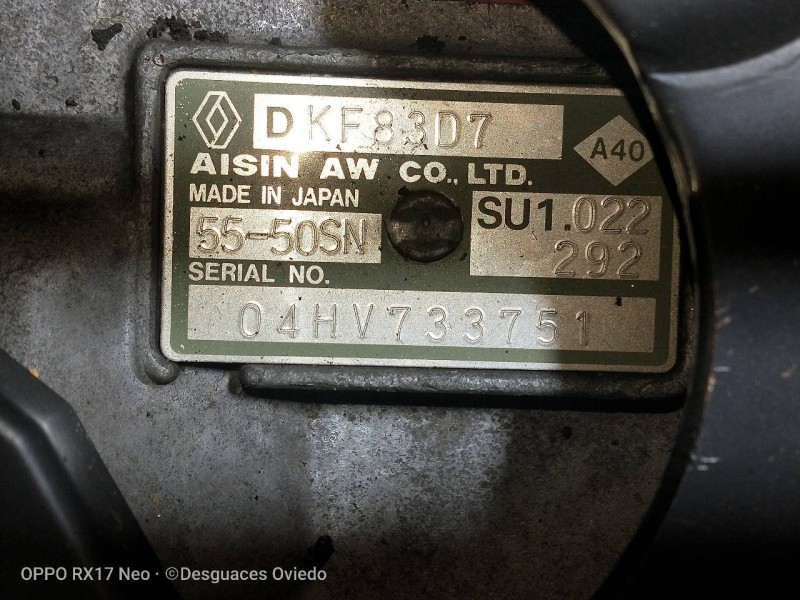 DKF83D7
A40
AISIN AW CO., LTD.
MADE IN JAPAN
55-50SN
SU1.022
292
SERIAL NO.
04HV733751
OPPO RX17 Neo · ©Desguaces Oviedo